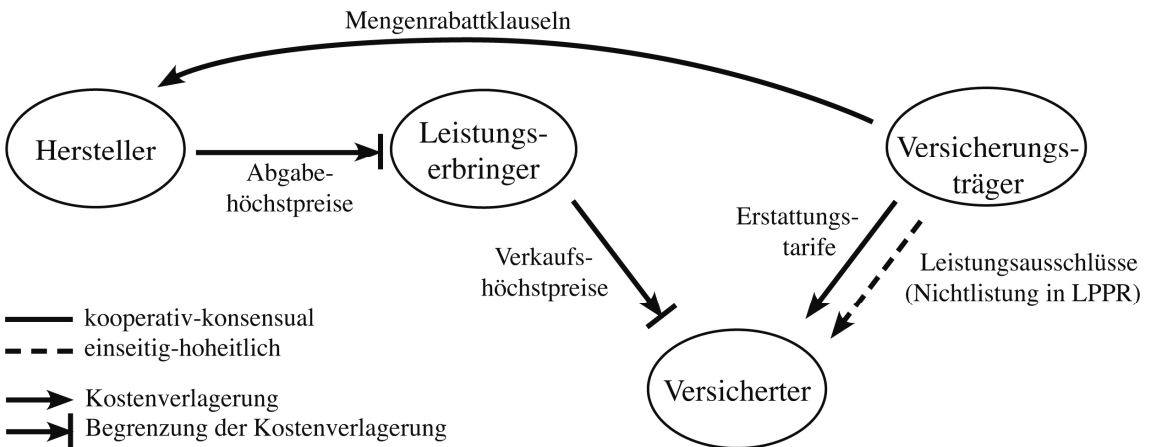 Mengenrabattklauseln
Hersteller
Abgabe-
höchstpreise
Leistungs-
erbringer
Versicherungs-
träger
Erstattungs-
tarife
Leistungsausschlüsse
(Nichtlistung in LPPR)
Verkaufs-
höchstpreise
Versicherter
kooperativ-konsensual
einseitig-hoheitlich
Kostenverlagerung
Begrenzung der Kostenverlagerung